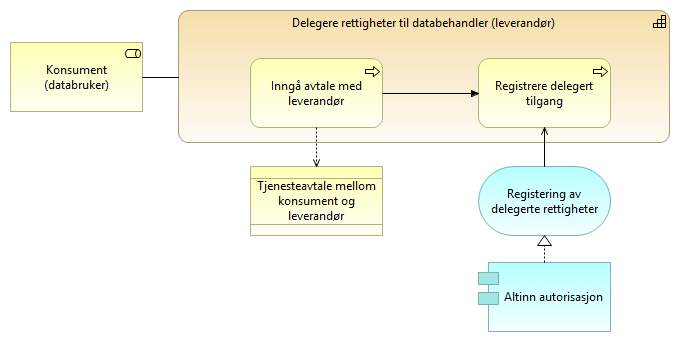 Delegere rettigheter til databehandler (leverandør)
Konsument
(databruker)
Inngå avtale med
leverandør
Registrere delegert
tilgang
Tjenesteavtale mellom
konsument og
leverandør
Registering av
delegerte rettigheter
Altinn autorisasjon